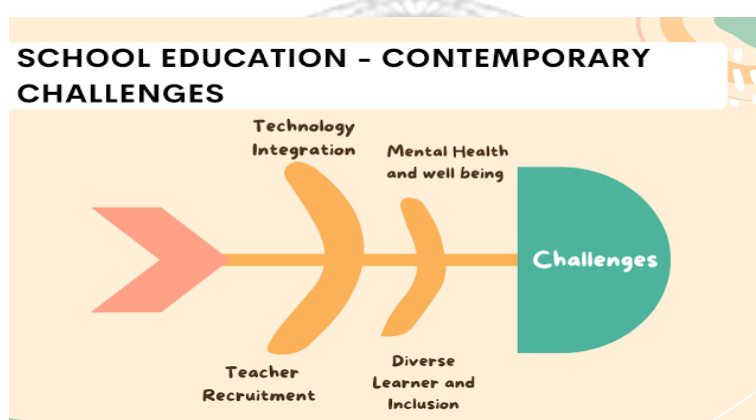 SCHOOL EDUCATION - CONTEMPORARY
CHALLENGES
Technology
Integration
Mental Health
and well being
Challenges
Teacher
Recruitment
Diverse
Learner and
Inclusion